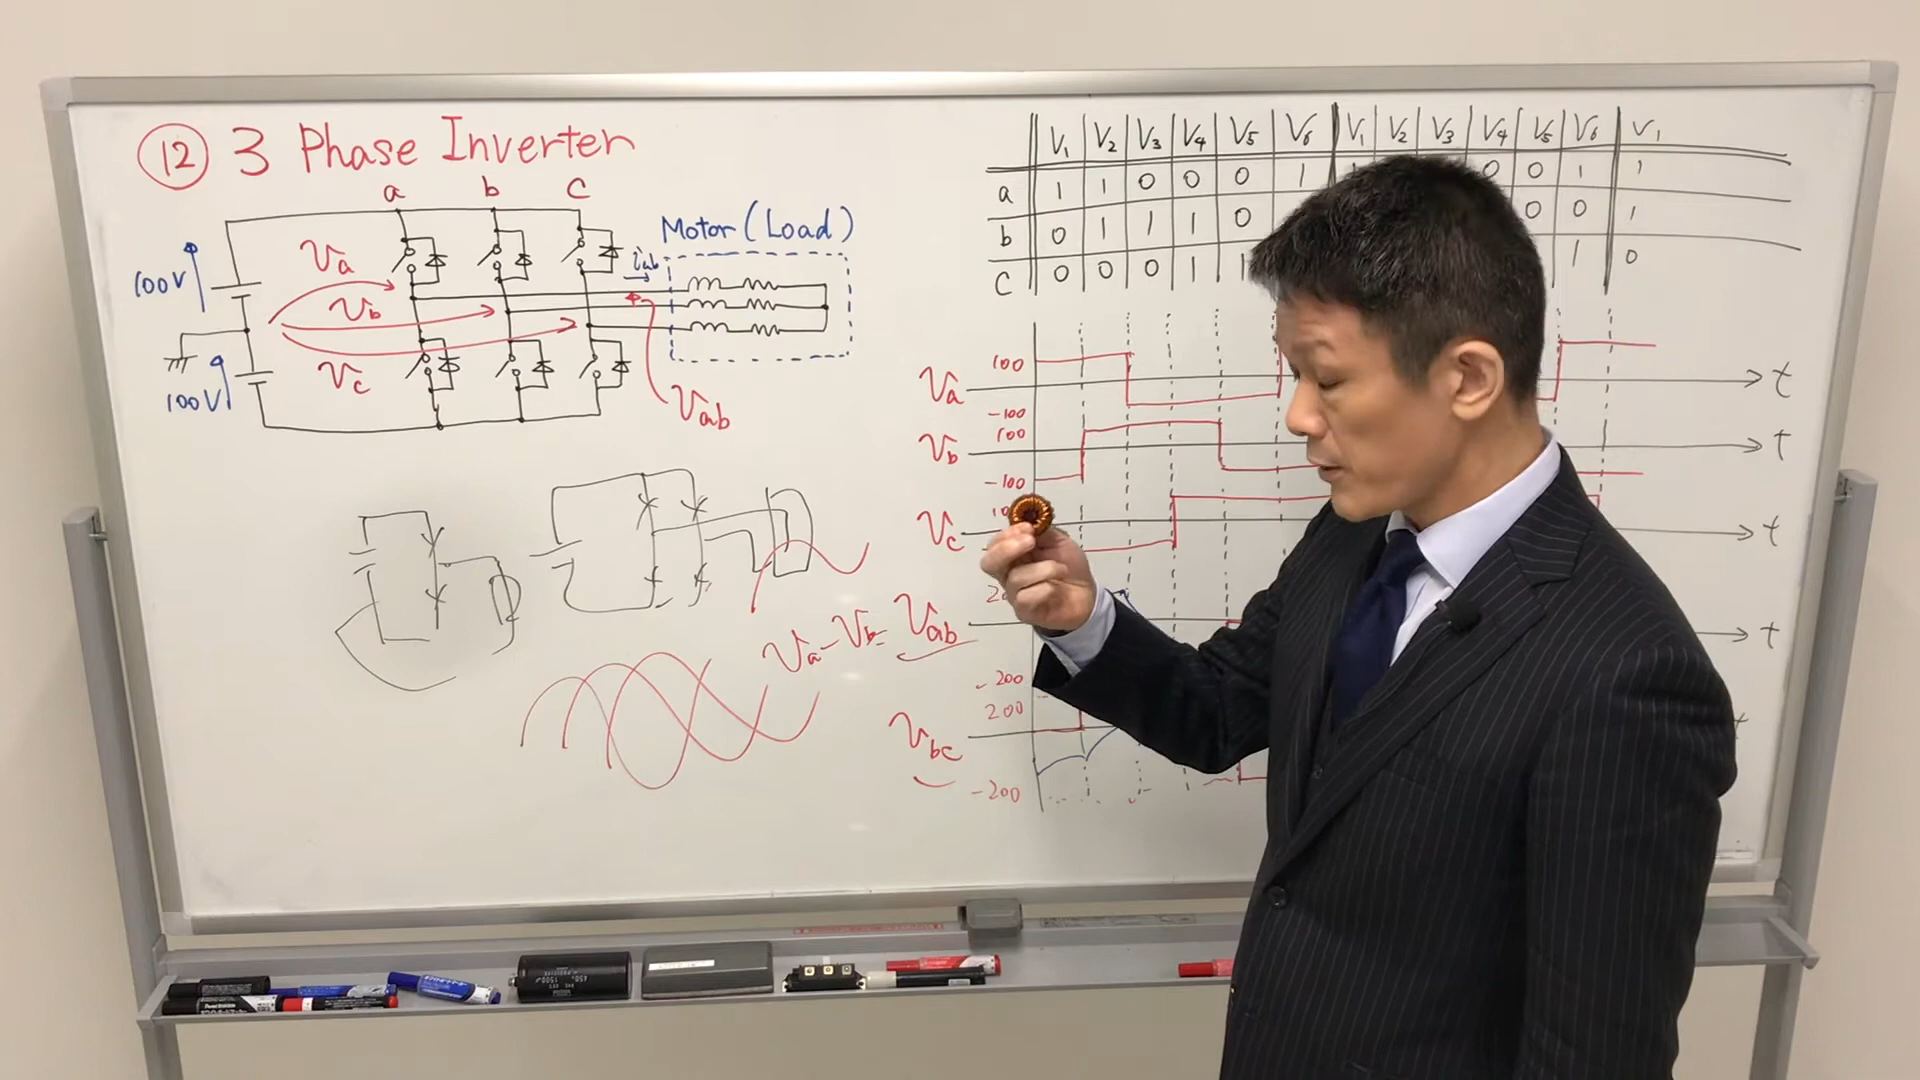 12 3 Phase Inverter
a b c
Motor (Load)
100V
Va
Vb
Vc
iab
100V
Vab
Va - Vb = Vab
V1 V2 V3 V4 V5 V6 V1 V2 V3 V4 V5 V6 V1
a 1 1 0 0 0 1 1 0 0 1 1
b 0 1 1 1 0 0 0 1
c 0 0 0 1 1 1 0
Va 100 -100 t
Vb 100 -100 t
Vc t
-200 t
Vbc 200 -200 t